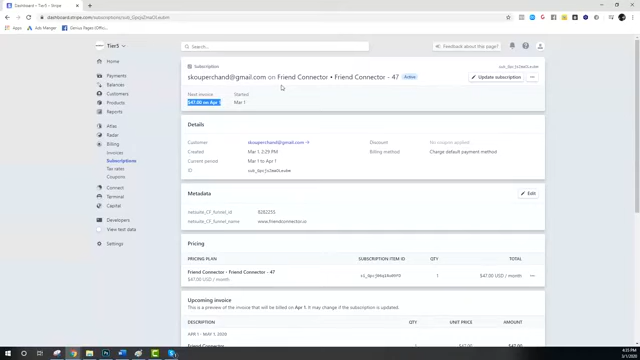 Dashboard – Tier5 – Stripe
dashboard.stripe.com/subscriptions/
Apps Ads Manager Genius Pages (Official)
Tier5
Search...
Feedback about this page?
Home
Payments
Balances
Customers
Products
Reports
Atlas
Radar
Billing
Invoices
Subscriptions
Tax rates
Coupons
Connect
Terminal
Capital
Developers
View test data
Settings
Subscription
skouperchand@gmail.com on Friend Connector • Friend Connector - 47 Active
Update subscription
Next invoice Started
$47.00 on Apr 1 Mar 1
Details
Customer skouperchand@gmail.com → Discount No coupon applied
Created Mar 1, 2:29 PM Billing method Charge default payment method
Current period Mar 1 to Apr 1
ID
Metadata
Edit
netsuite_CF_funnel_id 8282255
netsuite_CF_funnel_name www.friendconnector.io
Pricing
PRICING PLAN SUBSCRIPTION ITEM ID QTY TOTAL
Friend Connector - Friend Connector - 47 1 $47.00 USD / month
$47.00 USD / month
Upcoming invoice
This is a preview of the invoice that will be billed on Apr 1. It may change if the subscription is updated.
DESCRIPTION QTY UNIT PRICE AMOUNT
APR 1 – MAY 1, 2020
Friend Connector
4:35 PM
3/1/2020